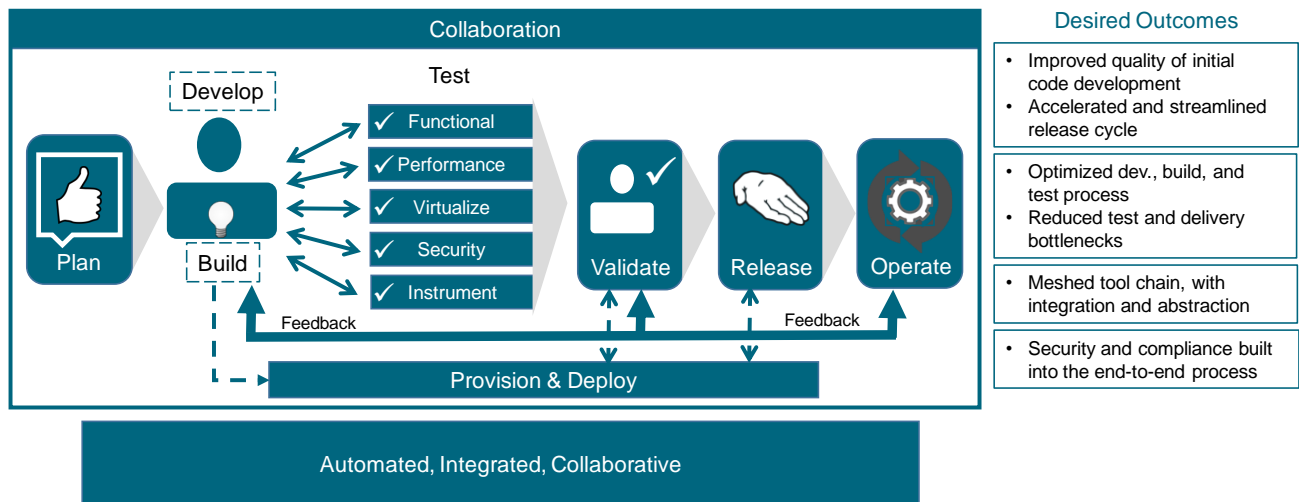 Collaboration
Test
Develop
Functional
Performance
Virtualize
Security
Instrument
Plan
Build
Validate
Release
Operate
Feedback
Feedback
Provision & Deploy
Automated, Integrated, Collaborative
Desired Outcomes
• Improved quality of initial
code development
• Accelerated and streamlined
release cycle
• Optimized dev., build, and
test process
• Reduced test and delivery
bottlenecks
• Meshed tool chain, with
integration and abstraction
• Security and compliance built
into the end-to-end process